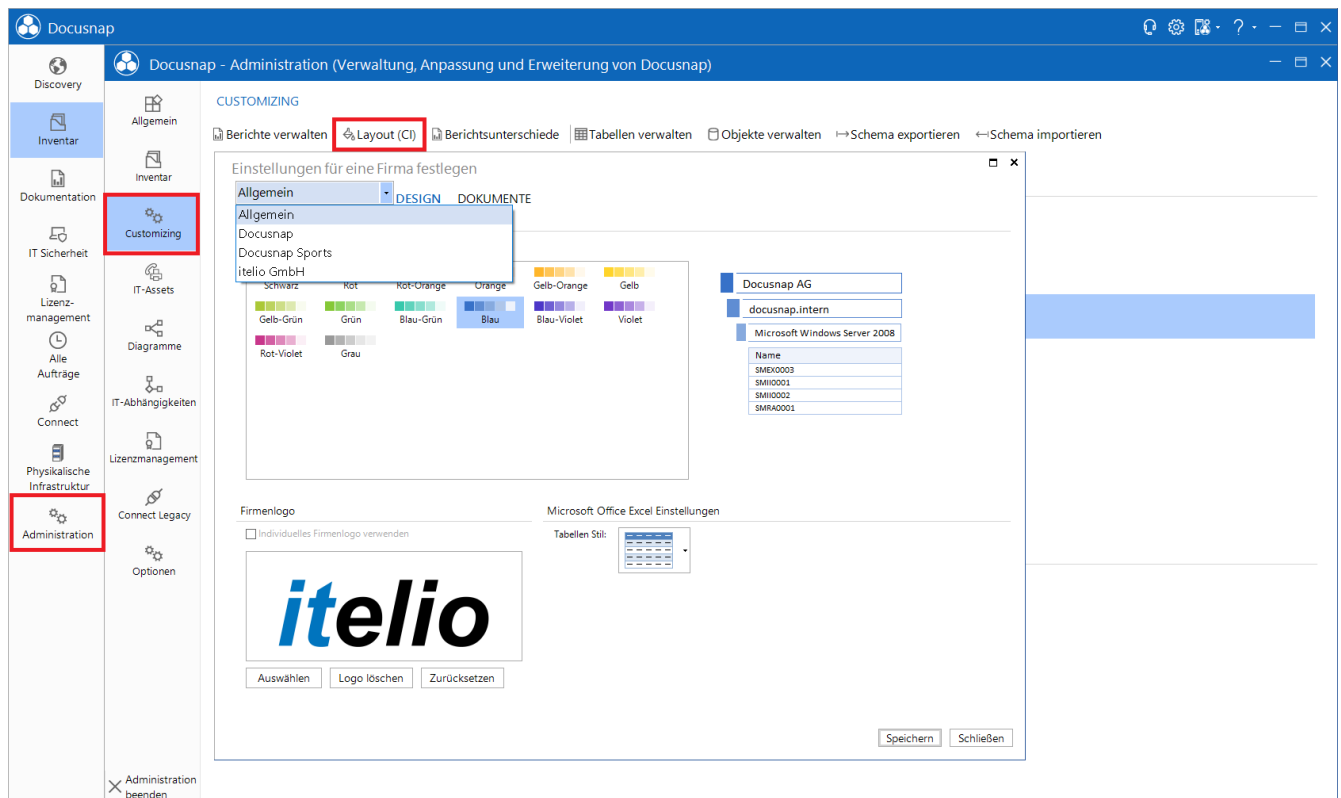 Docusnap
?
Discovery
Inventar
Dokumentation
IT Sicherheit
Lizenz-
management
Alle
Aufträge
Connect
Physikalische
Infrastruktur
Administration
Docusnap - Administration (Verwaltung, Anpassung und Erweiterung von Docusnap)
Allgemein
Inventar
Customizing
IT-Assets
Diagramme
IT-Abhängigkeiten
Lizenzmanagement
Connect Legacy
Optionen
Administration
beenden
CUSTOMIZING
Berichte verwalten Layout (CI) Berichtsunterschiede Tabellen verwalten Objekte verwalten Schema exportieren Schema importieren
Einstellungen für eine Firma festlegen
Allgemein DESIGN DOKUMENTE
Allgemein
Docusnap
Docusnap Sports
itelio GmbH
Schwarz Rot Rot-Orange Orange Gelb-Orange Gelb
Gelb-Grün Grün Blau-Grün Blau Blau-Violet Violet
Rot-Violet Grau
Docusnap AG
docusnap.intern
Microsoft Windows Server 2008
Name
SMEX0003
SMII0001
SMII0002
SMRA0001
Firmenlogo
Individuelles Firmenlogo verwenden
itelio
Auswählen Logo löschen Zurücksetzen
Microsoft Office Excel Einstellungen
Tabellen Stil:
Speichern Schließen